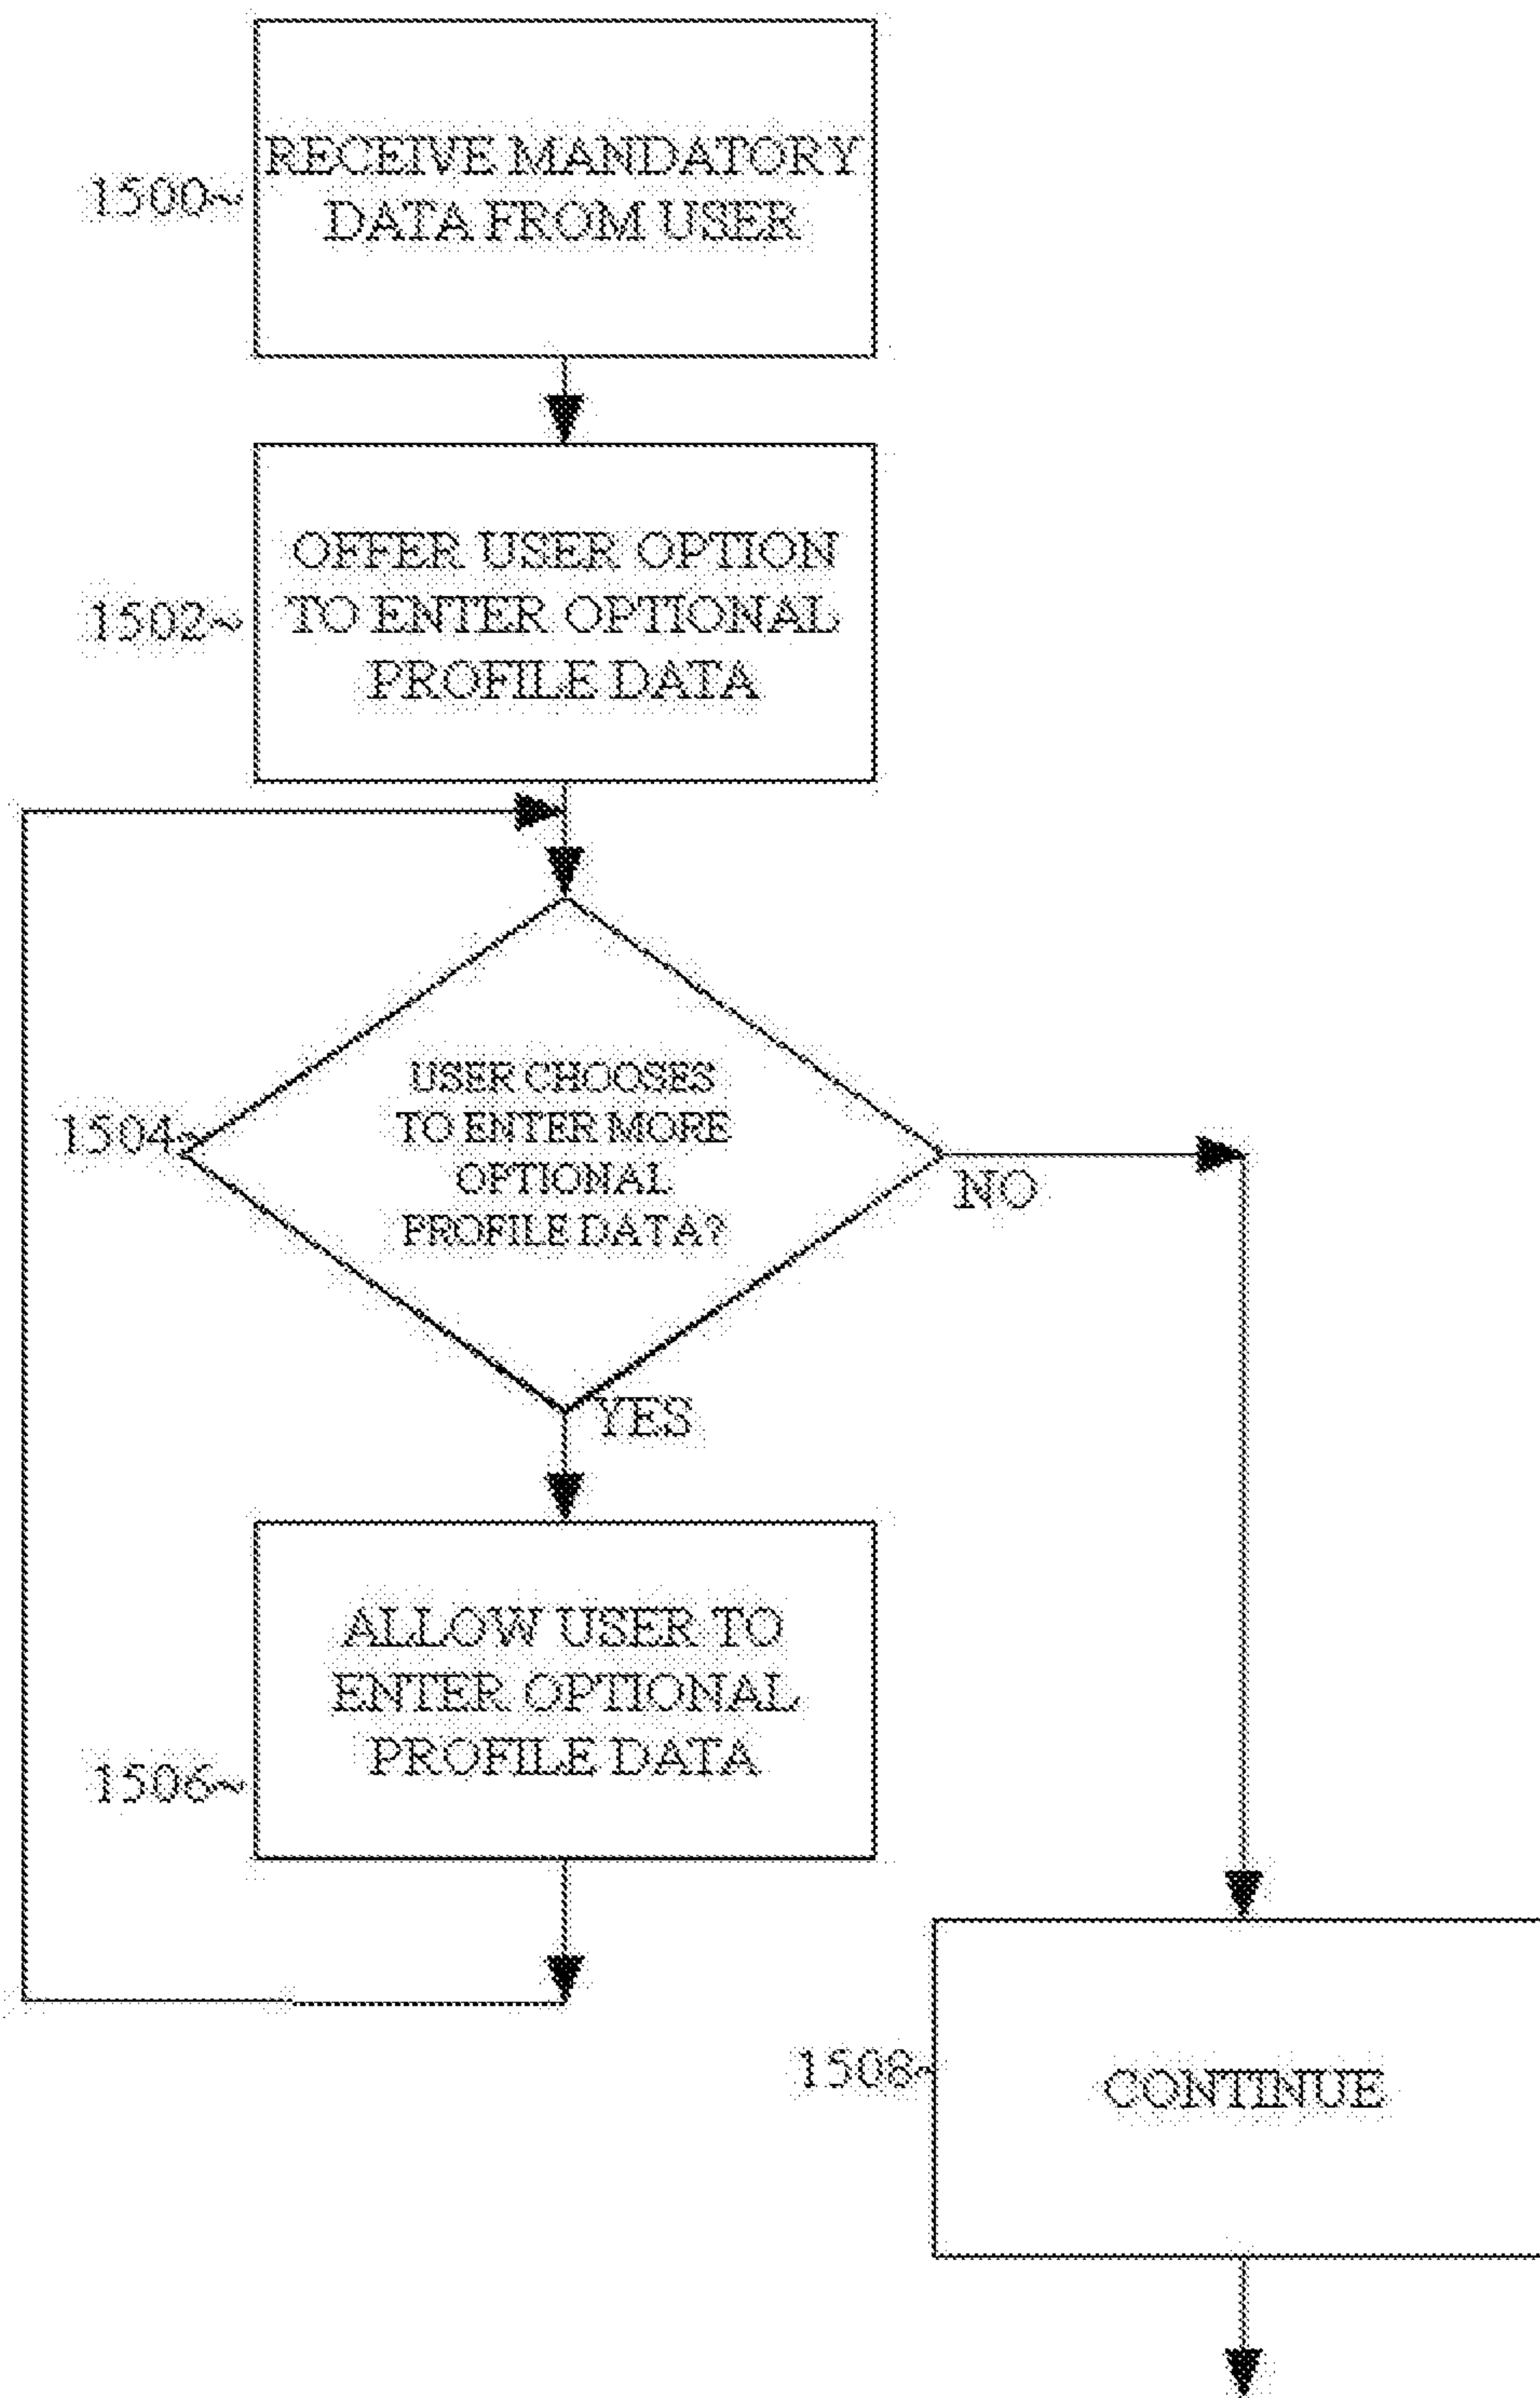 RECEIVE MANDATORY
DATA FROM USER
1500~
OFFER USER OPTION
TO ENTER OPTIONAL
PROFILE DATA
1502~
USER CHOOSES
TO ENTER MORE
OPTIONAL
PROFILE DATA?
1504~
NO
YES
ALLOW USER TO
ENTER OPTIONAL
PROFILE DATA
1506~
1508~
CONTINUE